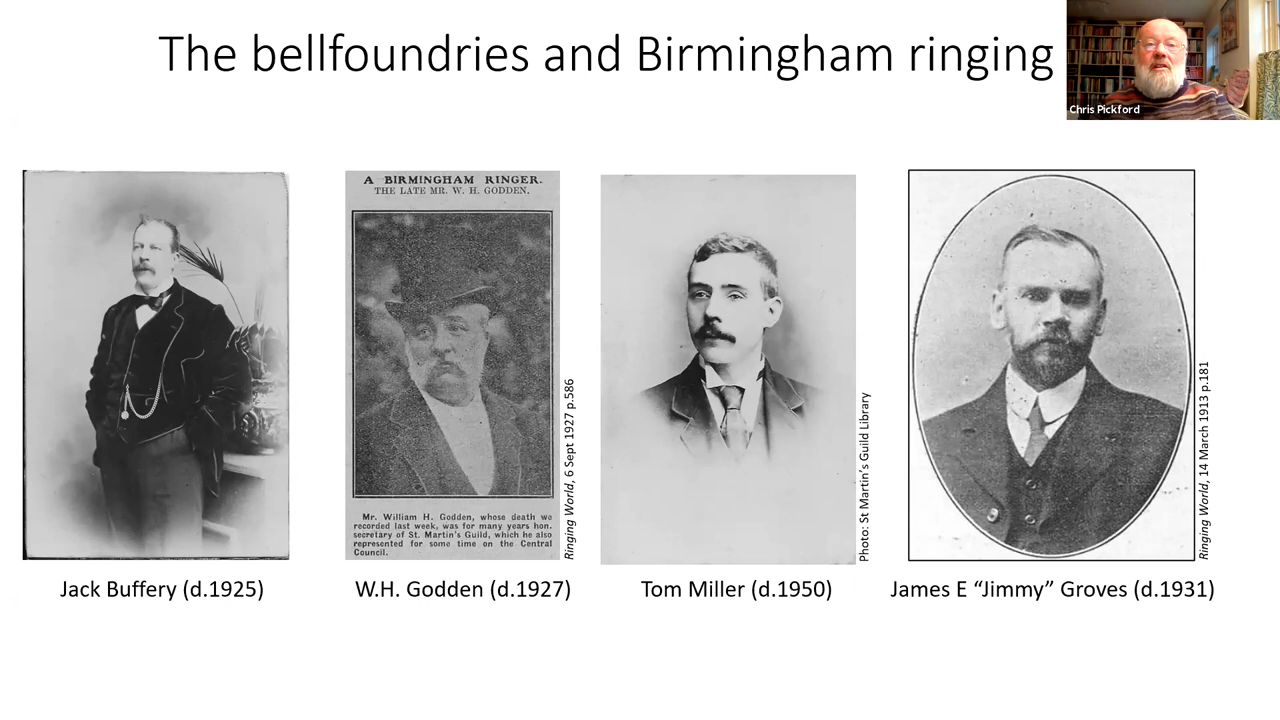 The bellfoundries and Birmingham ringing
Chris Pickford
A BIRMINGHAM RINGER.
THE LATE MR. W. H. GODDEN.
Mr. William H. Godden, whose death we
recorded last week, was for many years hon.
secretary of St. Martin's Guild, which he also
represented for some time on the Central
Council.
Ringing World, 6 Sept 1927 p.586
Photo: St Martin's Guild Library
Ringing World, 14 March 1913 p.181
Jack Buffery (d.1925)
W.H. Godden (d.1927)
Tom Miller (d.1950)
James E “Jimmy” Groves (d.1931)